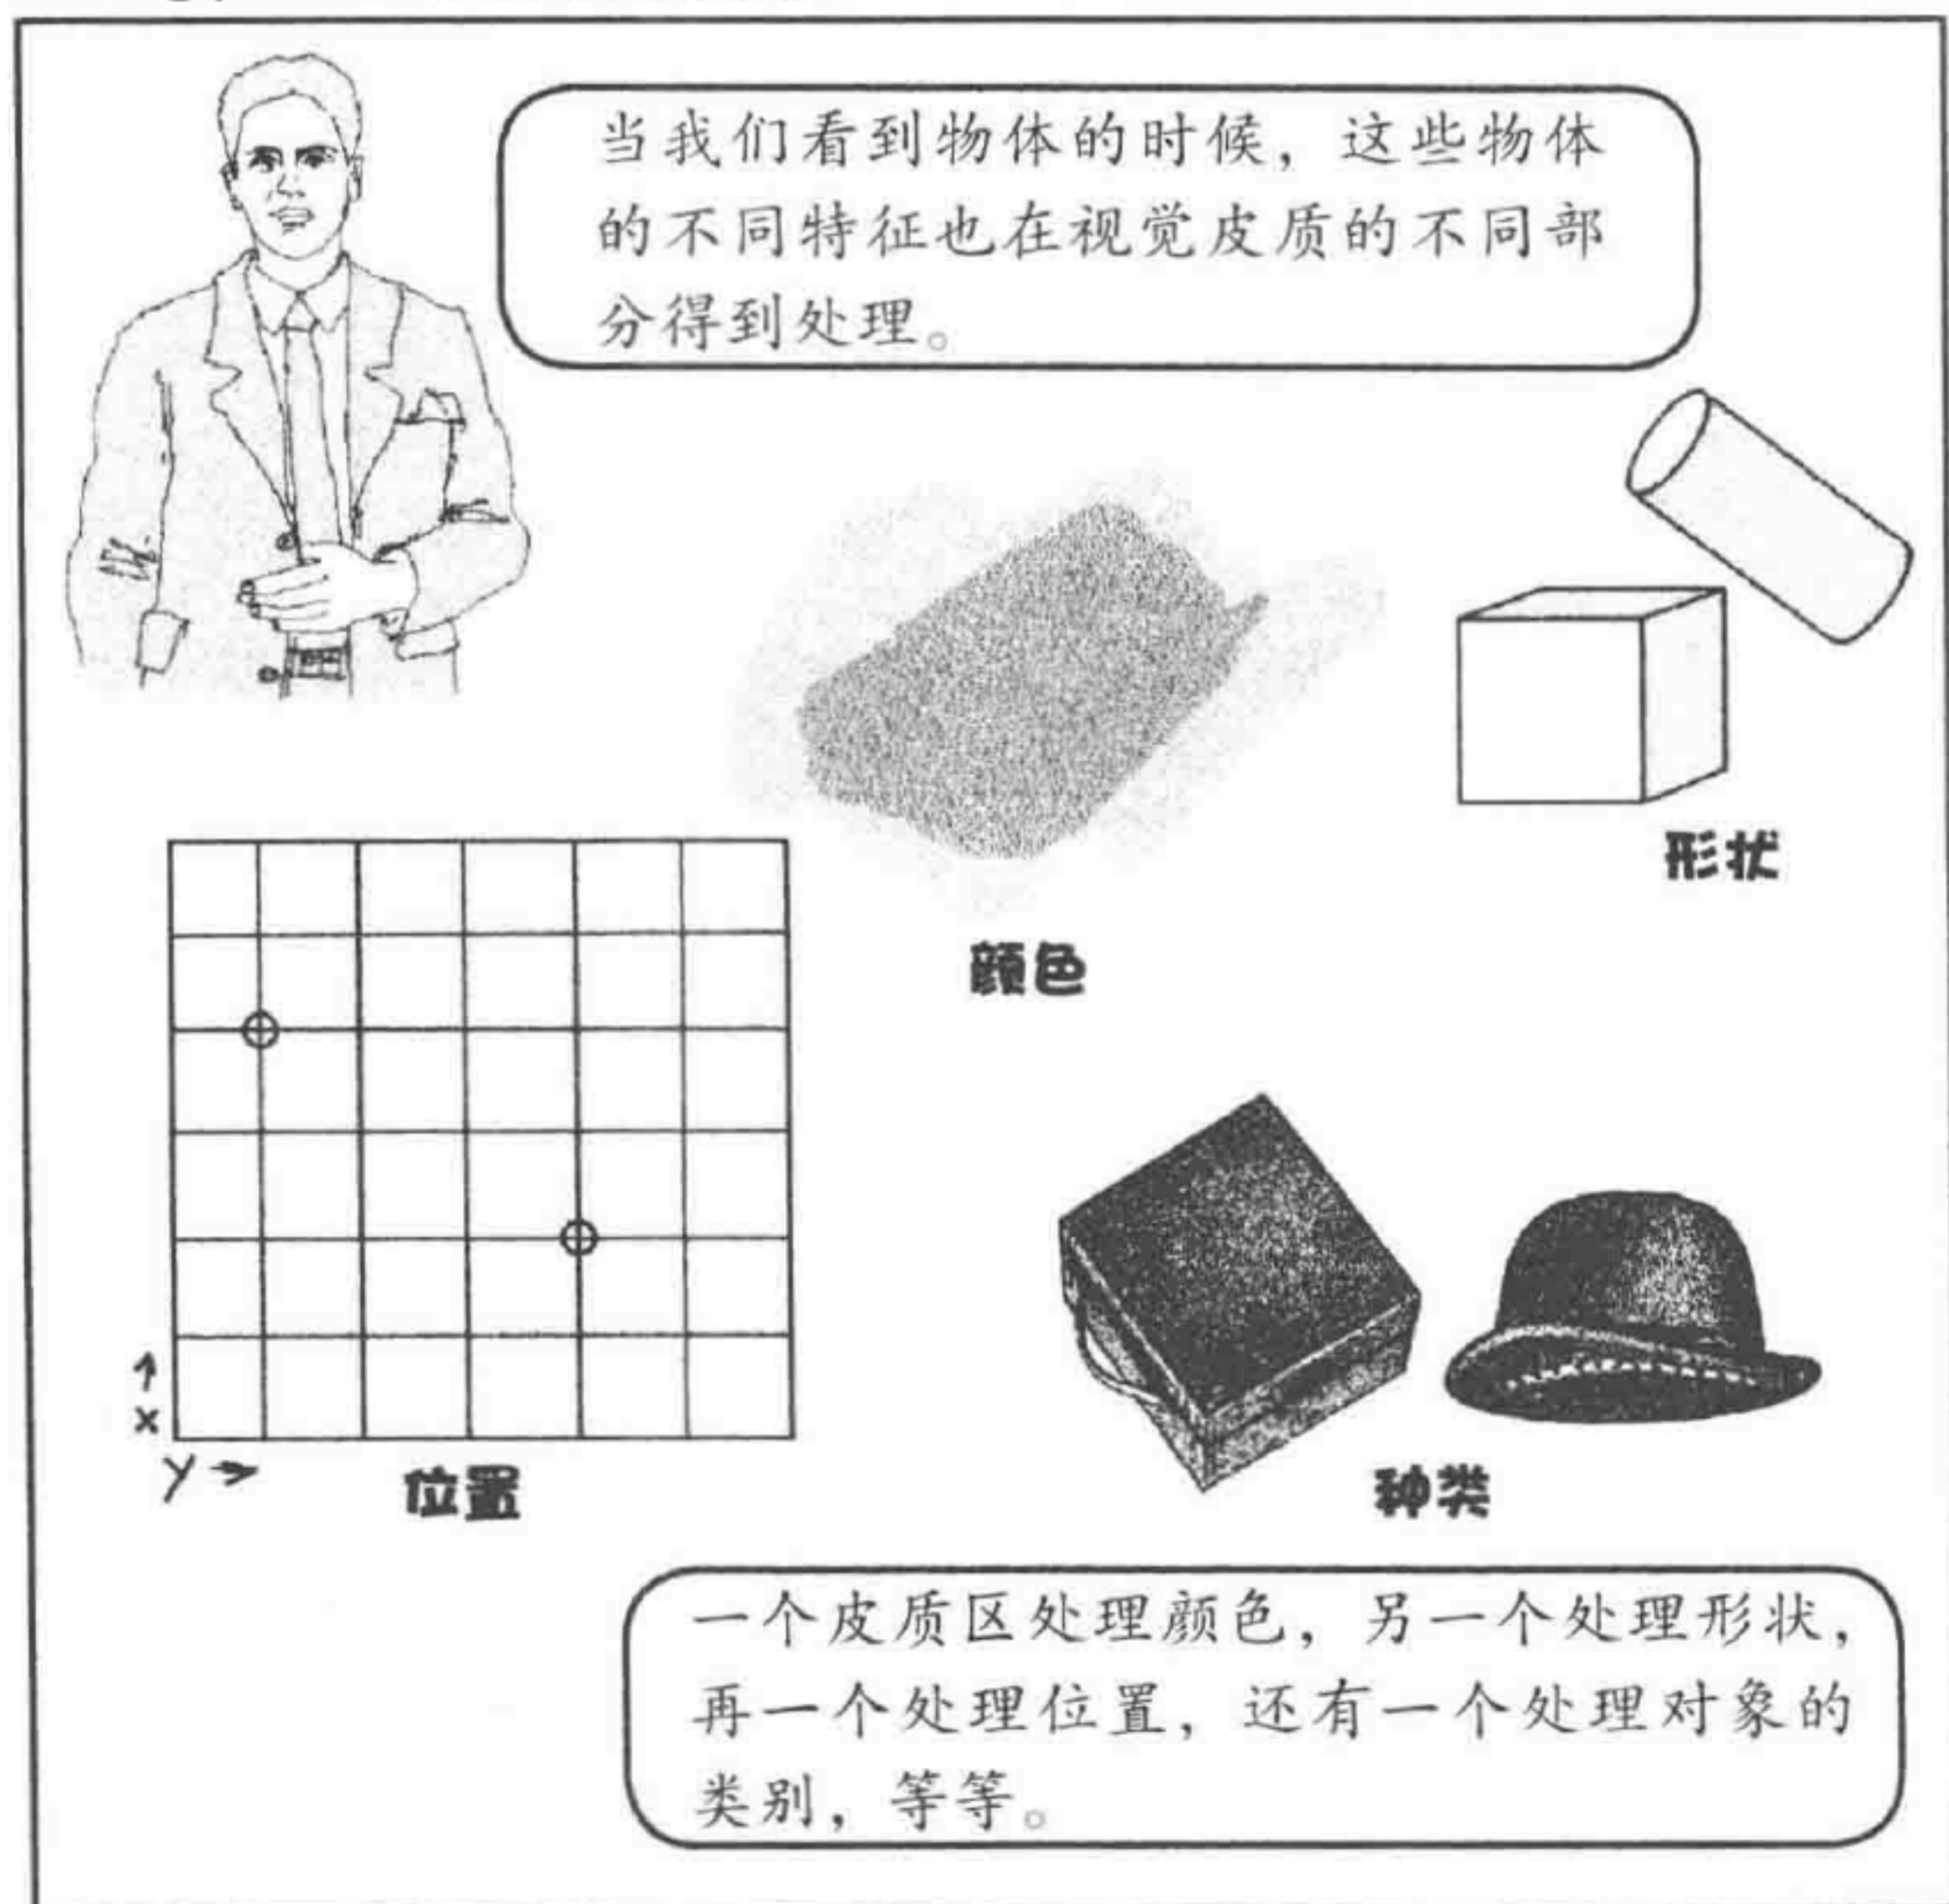 当我们看到物体的时候，这些物体
的不同特征也在视觉皮质的不同部
分得到处理。
形状
颜色
↑
x
y →
位置
种类
一个皮质区处理颜色，另一个处理形状，
再一个处理位置，还有一个处理对象的
类别，等等。